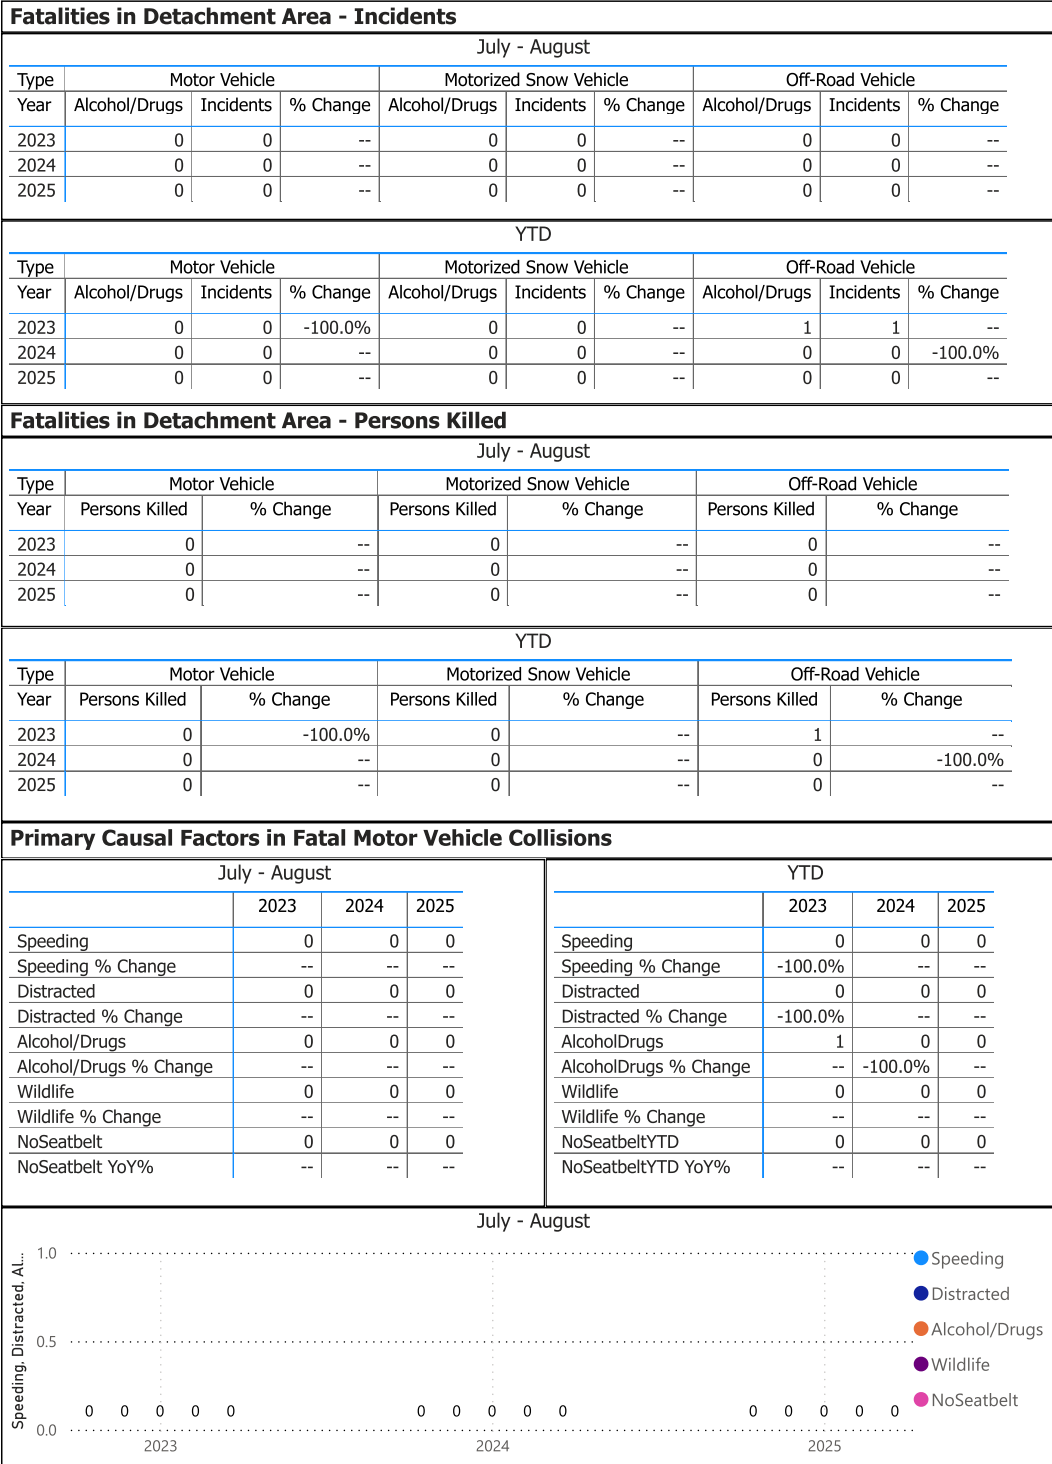 Fatalities in Detachment Area - Incidents
July - August
Type Motor Vehicle Motorized Snow Vehicle Off-Road Vehicle
Year Alcohol/Drugs Incidents % Change Alcohol/Drugs Incidents % Change Alcohol/Drugs Incidents % Change
2023 0 0 -- 0 0 -- 0 0 --
2024 0 0 -- 0 0 -- 0 0 --
2025 0 0 -- 0 0 -- 0 0 --
YTD
Type Motor Vehicle Motorized Snow Vehicle Off-Road Vehicle
Year Alcohol/Drugs Incidents % Change Alcohol/Drugs Incidents % Change Alcohol/Drugs Incidents % Change
2023 0 0 -100.0% 0 0 -- 1 1 --
2024 0 0 -- 0 0 -- 0 0 -100.0%
2025 0 0 -- 0 0 -- 0 0 --
Fatalities in Detachment Area - Persons Killed
July - August
Type Motor Vehicle Motorized Snow Vehicle Off-Road Vehicle
Year Persons Killed % Change Persons Killed % Change Persons Killed % Change
2023 0 -- 0 -- 0 --
2024 0 -- 0 -- 0 --
2025 0 -- 0 -- 0 --
YTD
Type Motor Vehicle Motorized Snow Vehicle Off-Road Vehicle
Year Persons Killed % Change Persons Killed % Change Persons Killed % Change
2023 0 -100.0% 0 -- 1 --
2024 0 -- 0 -- 0 -100.0%
2025 0 -- 0 -- 0 --
Primary Causal Factors in Fatal Motor Vehicle Collisions
July - August
2023 2024 2025
Speeding 0 0 0
Speeding % Change -- -- --
Distracted 0 0 0
Distracted % Change -- -- --
Alcohol/Drugs 0 0 0
Alcohol/Drugs % Change -- -- --
Wildlife 0 0 0
Wildlife % Change -- -- --
NoSeatbelt 0 0 0
NoSeatbelt YoY% -- -- --
YTD
2023 2024 2025
Speeding 0 0 0
Speeding % Change -100.0% -- --
Distracted 0 0 0
Distracted % Change -100.0% -- --
AlcoholDrugs 1 0 0
AlcoholDrugs % Change -- -100.0% --
Wildlife 0 0 0
Wildlife % Change -- -- --
NoSeatbeltYTD 0 0 0
NoSeatbeltYTD YoY% -- -- --
July - August
Speeding, Distracted, Al...
1.0
0.5
0.0
0 0 0 0 0 0 0 0 0 0 0 0 0 0 0
2023 2024 2025
Speeding
Distracted
Alcohol/Drugs
Wildlife
NoSeatbelt